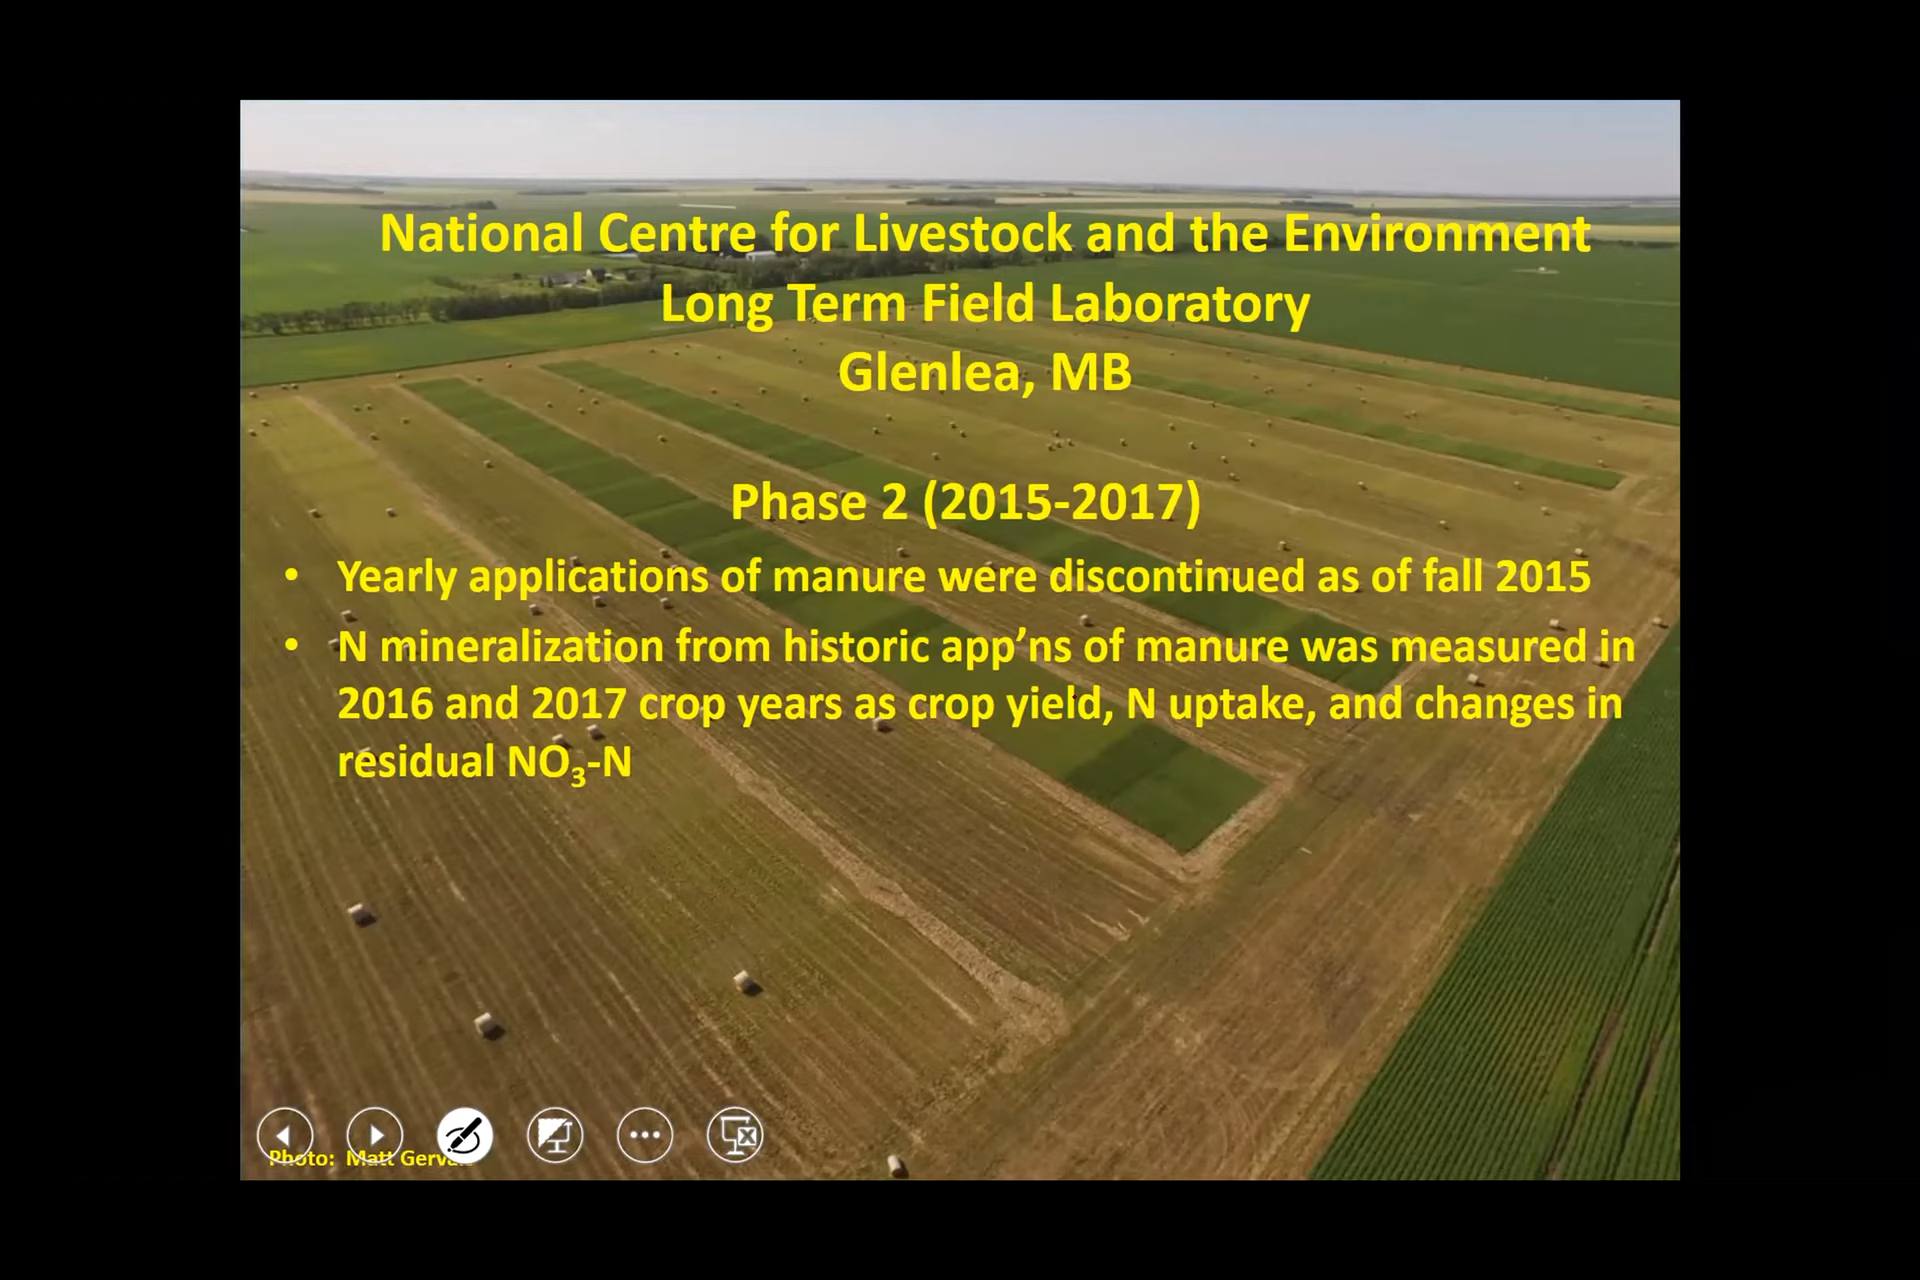 National Centre for Livestock and the Environment
Long Term Field Laboratory
Glenlea, MB
Phase 2 (2015-2017)
• Yearly applications of manure were discontinued as of fall 2015
• N mineralization from historic app’ns of manure was measured in
2016 and 2017 crop years as crop yield, N uptake, and changes in
residual NO₃-N
Photo: Matt